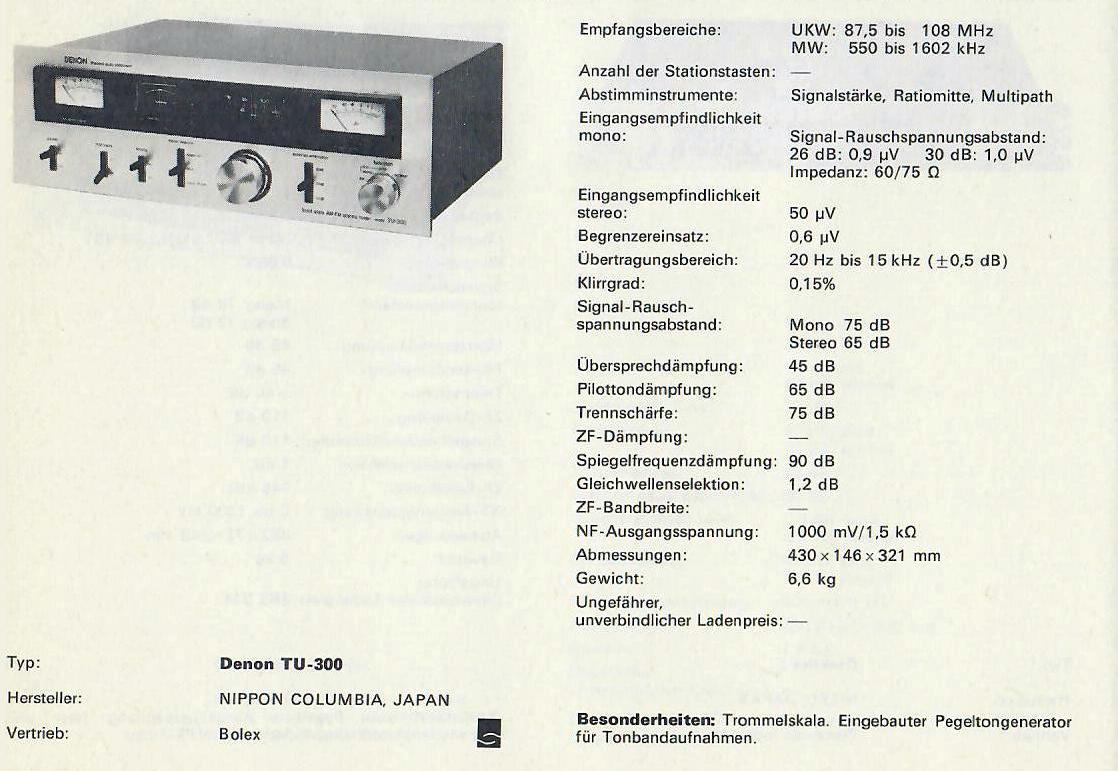 DENON
TU-300
Empfangsbereiche: UKW: 87,5 bis 108 MHz
MW: 550 bis 1602 kHz
Anzahl der Stationstasten: —
Abstimminstrumente: Signalstärke, Ratiomitte, Multipath
Eingangsempfindlichkeit
mono: Signal-Rauschspannungsabstand:
26 dB: 0,9 µV 30 dB: 1,0 µV
Impedanz: 60/75 Ω
Eingangsempfindlichkeit
stereo: 50 µV
Begrenzereinsatz: 0,6 µV
Übertragungsbereich: 20 Hz bis 15 kHz (±0,5 dB)
Klirrgrad: 0,15%
Signal-Rausch-
spannungsabstand: Mono 75 dB
Stereo 65 dB
Übersprechdämpfung: 45 dB
Pilottondämpfung: 65 dB
Trennschärfe: 75 dB
ZF-Dämpfung: —
Spiegelfrequenzdämpfung: 90 dB
Gleichwellenselektion: 1,2 dB
ZF-Bandbreite: —
NF-Ausgangsspannung: 1000 mV/1,5 kΩ
Abmessungen: 430 x 146 x 321 mm
Gewicht: 6,6 kg
Ungefährer,
unverbindlicher Ladenpreis: —
Typ: Denon TU-300
Hersteller: NIPPON COLUMBIA, JAPAN
Vertrieb: Bolex
Besonderheiten: Trommelskala. Eingebauter Pegeltongenerator
für Tonbandaufnahmen.